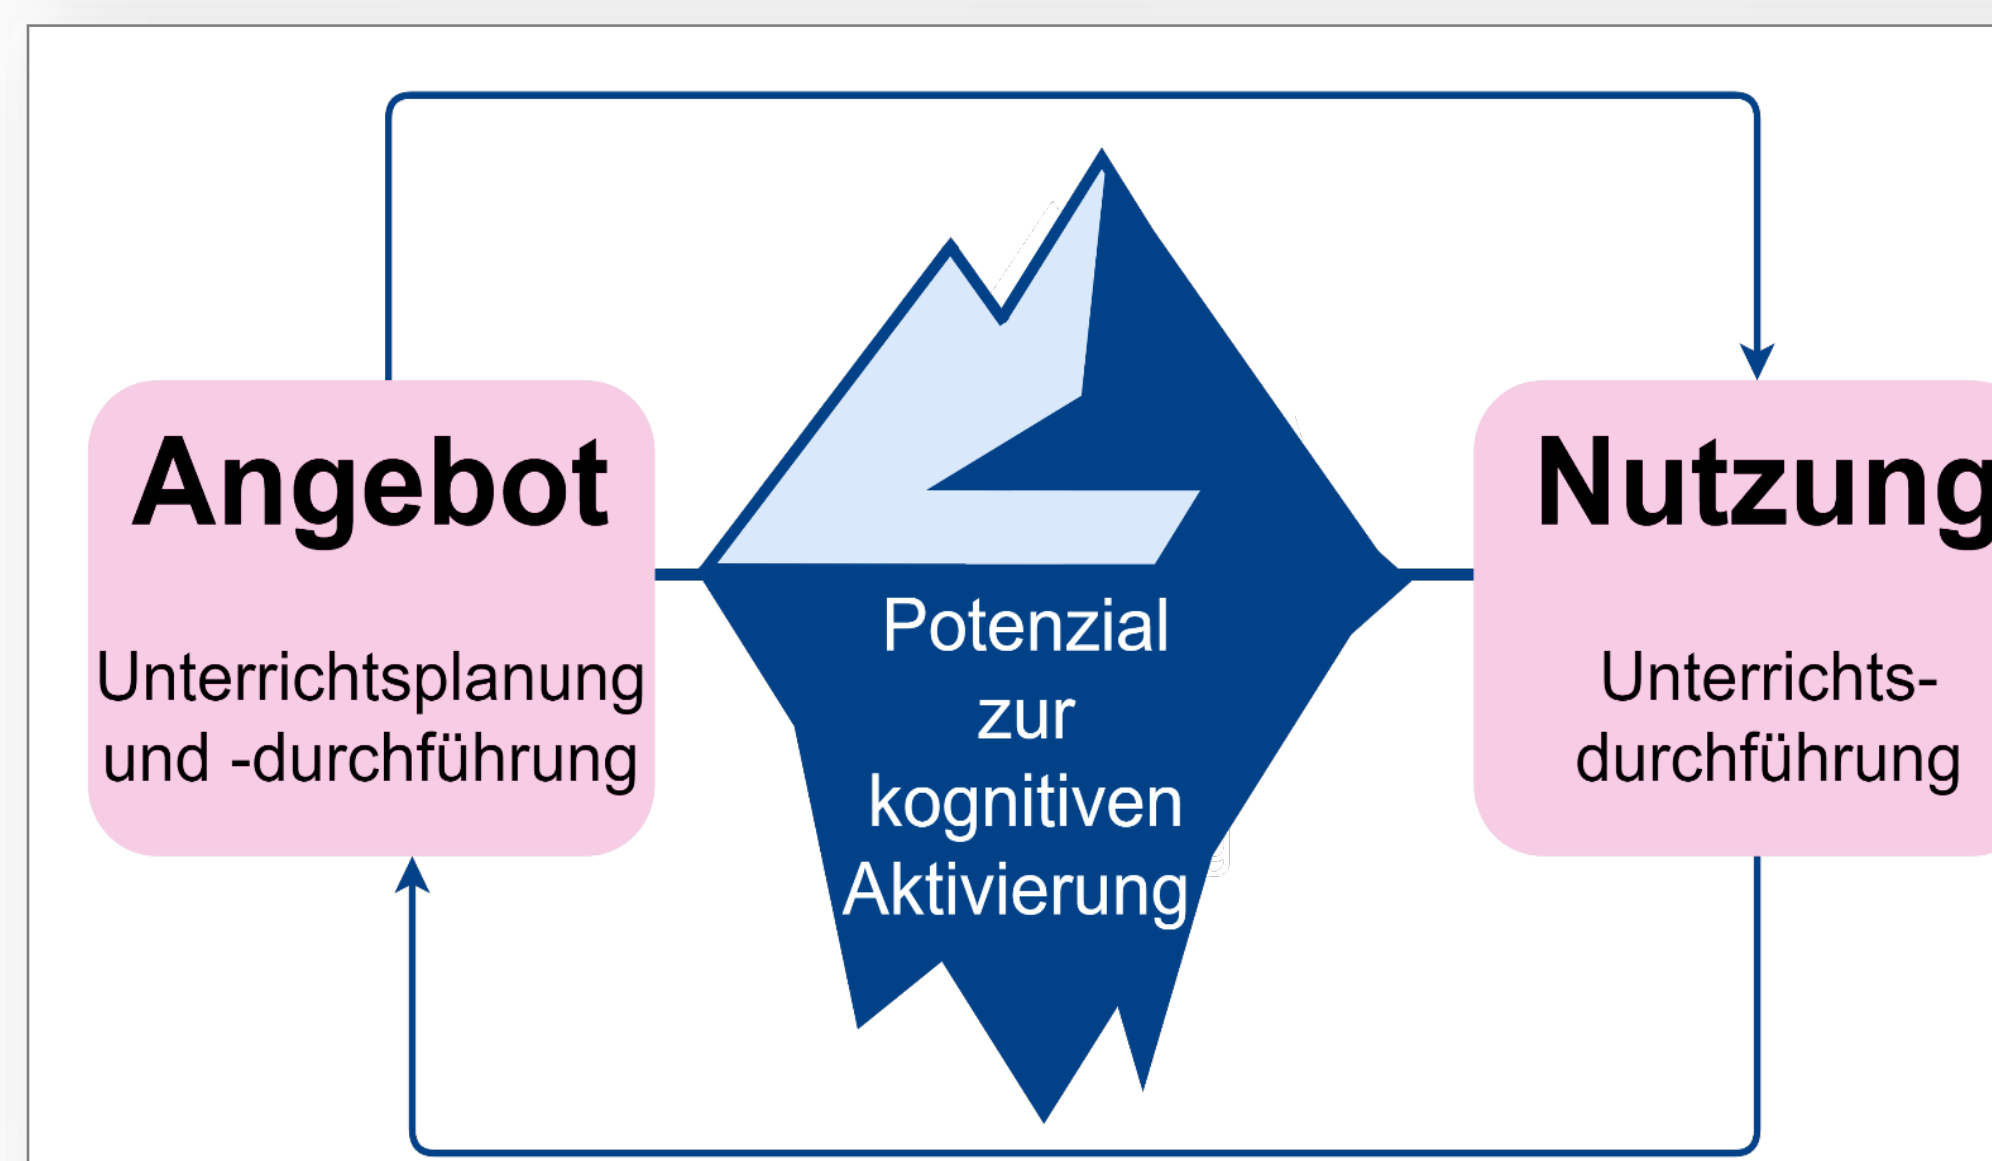 Angebot
Unterrichtsplanung
und -durchführung
Potenzial
zur
kognitiven
Aktivierung
Nutzung
Unterrichts-
durchführung